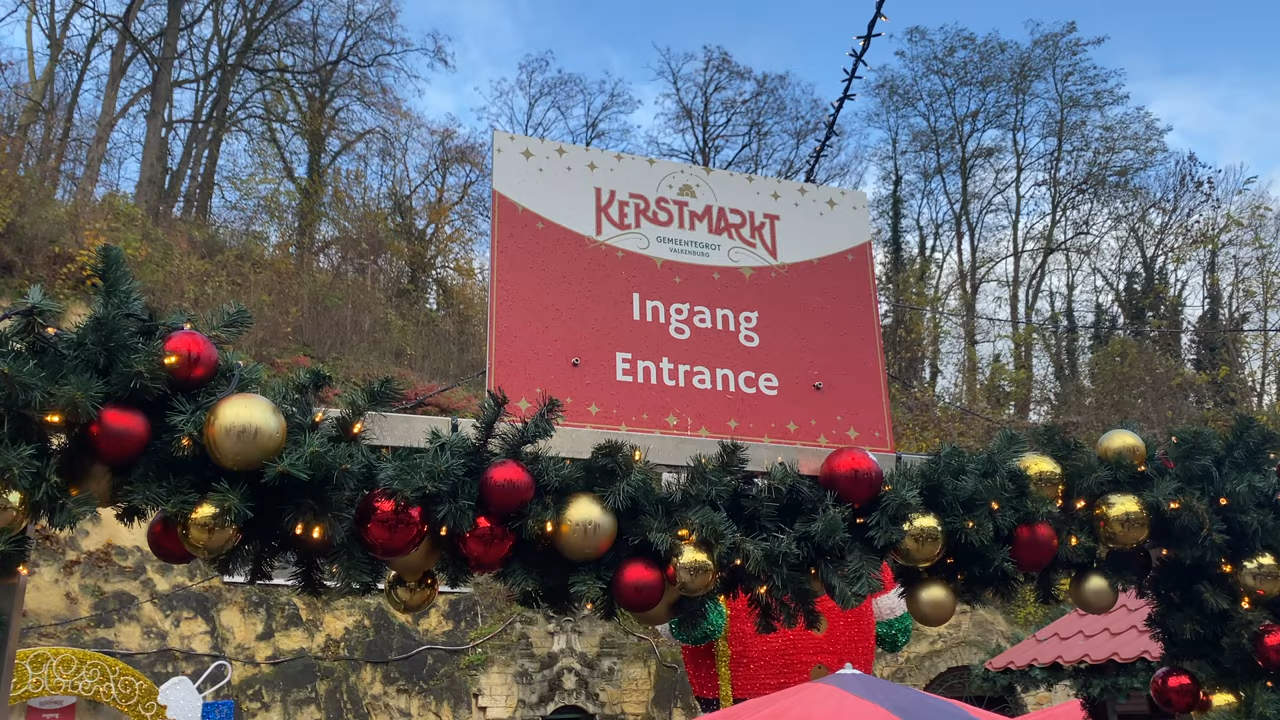 KERSTMARKT
GEMEENTEGROT
VALKENBURG
Ingang
Entrance